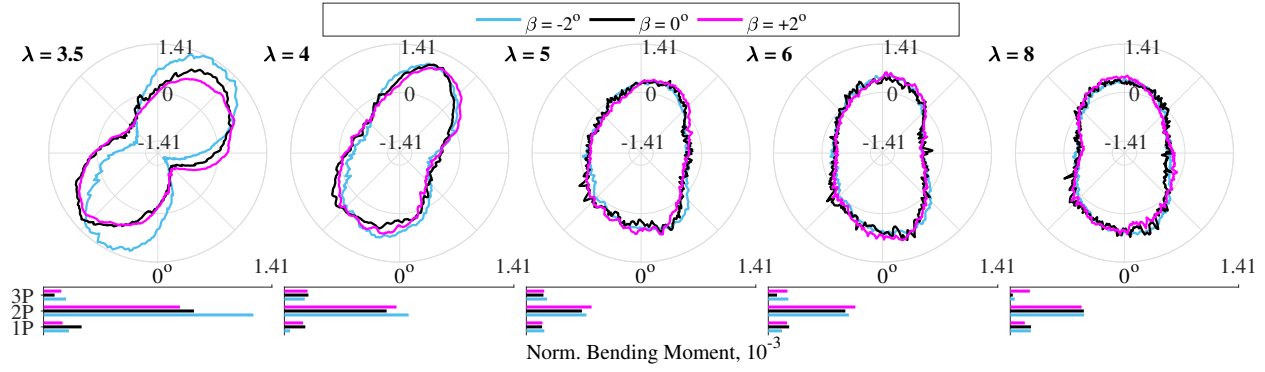 β = -2° β = 0° β = +2°
λ = 3.5 1.41 λ = 4 1.41 λ = 5 1.41 λ = 6 1.41 λ = 8 1.41
0 0 0 0 0
-1.41 -1.41 -1.41 -1.41 -1.41
0° 1.41 0° 1.41 0° 1.41 0° 1.41 0° 1.41
3P
2P
1P
Norm. Bending Moment, 10⁻³